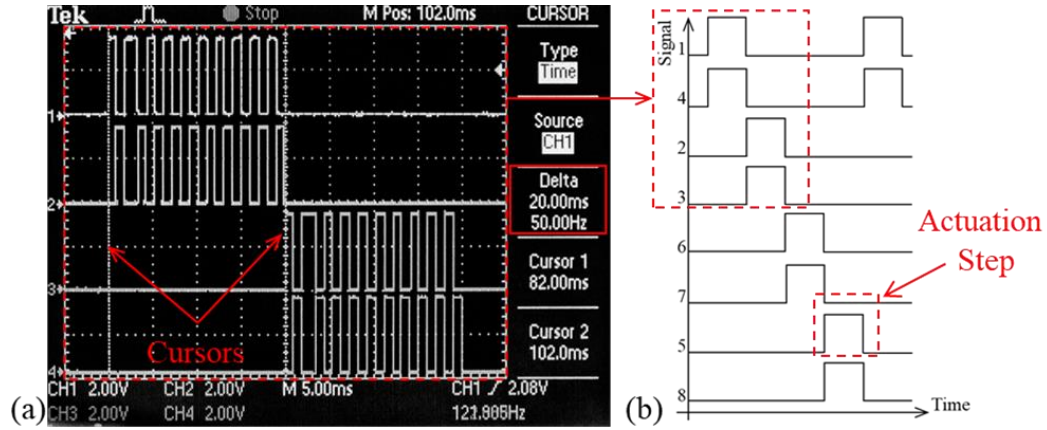 Tek
Stop
M Pos: 102.0ms
CURSOR
Type
Time
Source
CH1
Delta
20.00ms
50.00Hz
Cursor 1
82.00ms
Cursor 2
102.0ms
1
2
3
4
Cursors
CH1 2.00V CH2 2.00V M 5.00ms CH1 2.08V
CH3 2.00V CH4 2.00V
(a)
Signal
1
4
2
3
6
7
5
8
Actuation
Step
Time
(b)